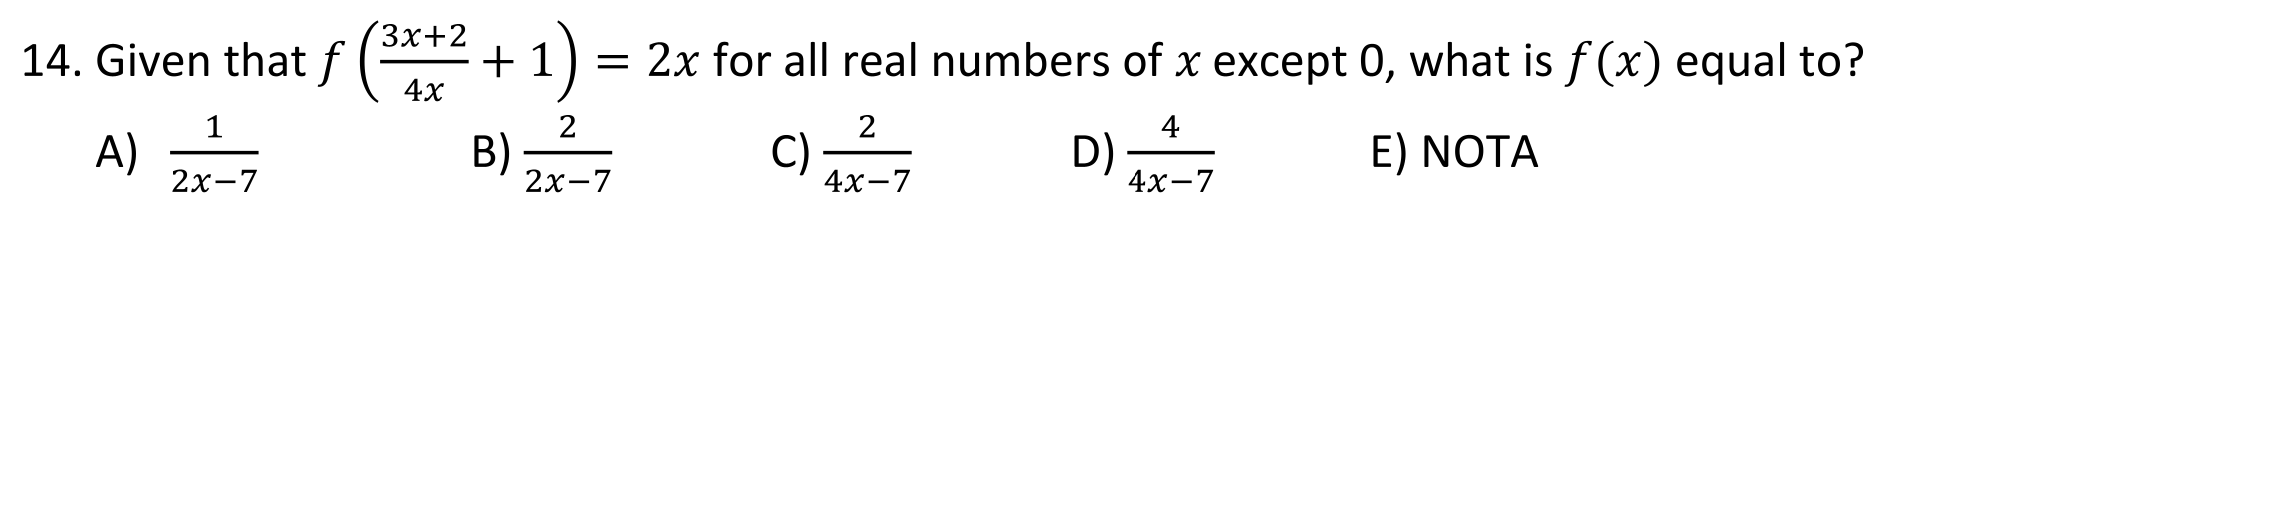 14. Given that f((3x+2)/(4x) + 1) = 2x for all real numbers of x except 0, what is f(x) equal to?
A) 1/(2x−7) B) 2/(2x−7) C) 2/(4x−7) D) 4/(4x−7) E) NOTA